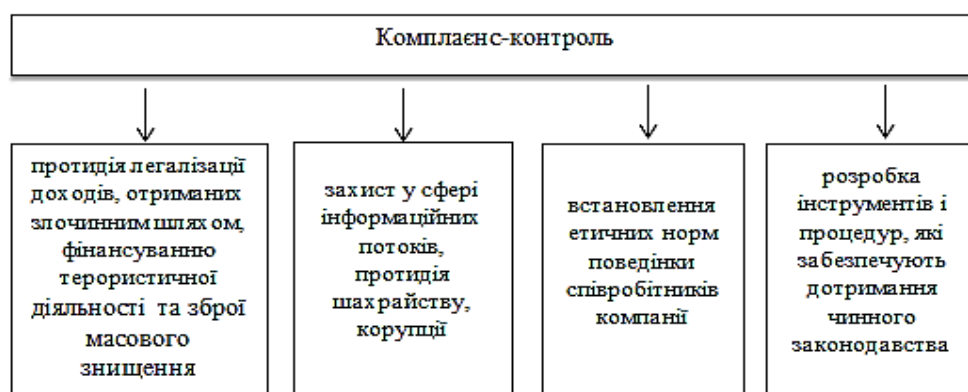 Комплаєнс-контроль
протидія легалізації
доходів, отриманих
злочинним шляхом,
фінансуванню
терористичної
діяльності та зброї
масового
знищення
захист у сфері
інформаційних
потоків,
протидія
шахрайству,
корупції
встановлення
етичних норм
поведінки
співробітників
компанії
розробка
інструментів і
процедур, які
забезпечують
дотримання
чинного
законодавства